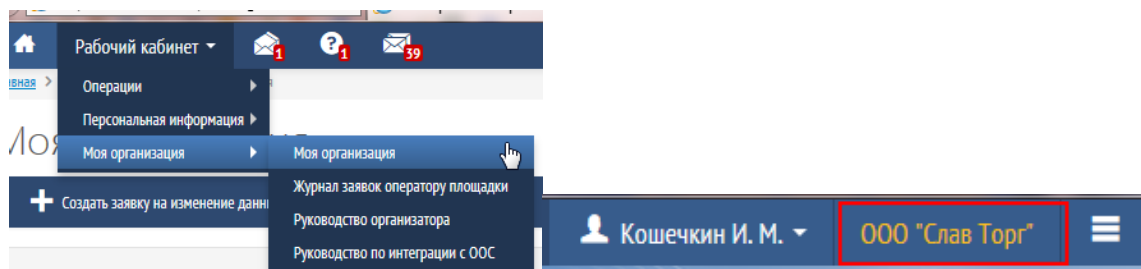 Рабочий кабинет 1 1 39
вная >
Операции
Персональная информация
Моя организация
Моя организация
Журнал заявок оператору площадки
Создать заявку на изменение данн
Руководство организатора
Руководство по интеграции с ООС
Кошечкин И. М. ООО "Слав Торг"